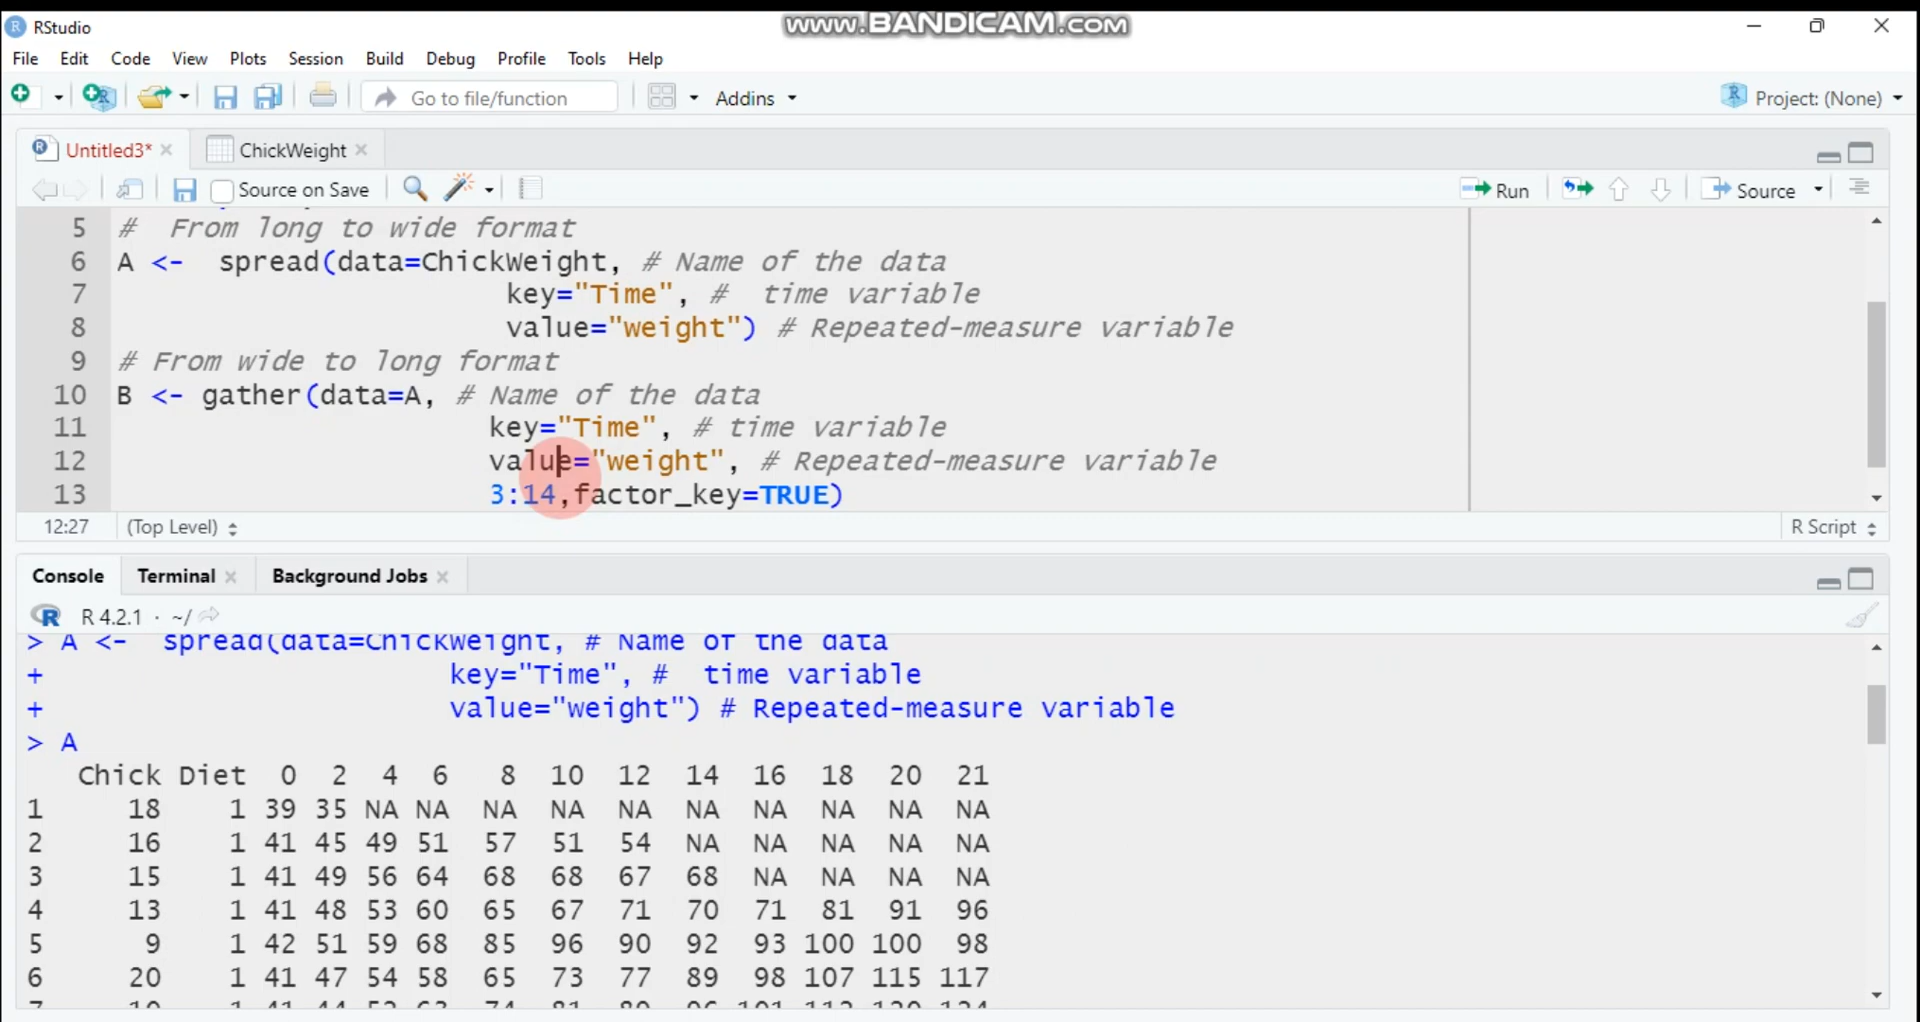 www.BANDICAM.com
RStudio
File Edit Code View Plots Session Build Debug Profile Tools Help
Go to file/function Addins Project: (None)
Untitled3* ChickWeight
Source on Save Run Source
5 #  From long to wide format
6 A <-  spread(data=ChickWeight, # Name of the data
7 key="Time", #  time variable
8 value="weight") # Repeated-measure variable
9 # From wide to long format
10 B <- gather(data=A, # Name of the data
11 key="Time", # time variable
12 value="weight", # Repeated-measure variable
13 3:14,factor_key=TRUE)
12:27 (Top Level) R Script
Console Terminal Background Jobs
R 4.2.1 · ~/
> A <-  spread(data=ChickWeight, # Name of the data
+ key="Time", #  time variable
+ value="weight") # Repeated-measure variable
> A
Chick Diet 0 2 4 6 8 10 12 14 16 18 20 21
1 18 1 39 35 NA NA NA NA NA NA NA NA NA NA
2 16 1 41 45 49 51 57 51 54 NA NA NA NA NA
3 15 1 41 49 56 64 68 68 67 68 NA NA NA NA
4 13 1 41 48 53 60 65 67 71 70 71 81 91 96
5 9 1 42 51 59 68 85 96 90 92 93 100 100 98
6 20 1 41 47 54 58 65 73 77 89 98 107 115 117